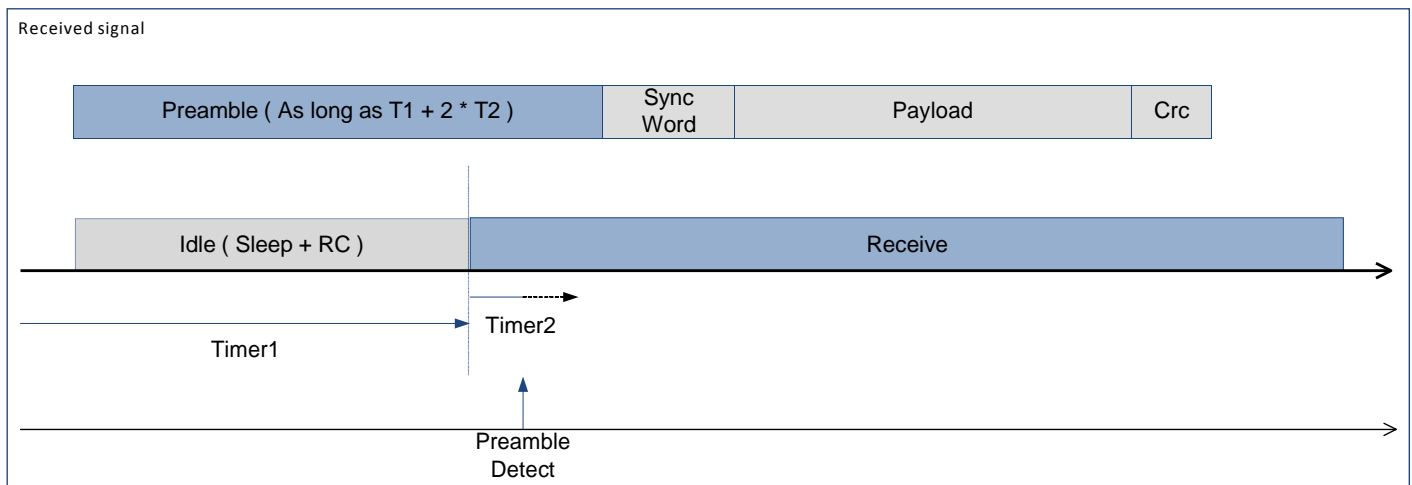 Received signal
Preamble ( As long as T1 + 2 * T2 )
Sync
Word
Payload
Crc
Idle ( Sleep + RC )
Receive
Timer2
Timer1
Preamble
Detect